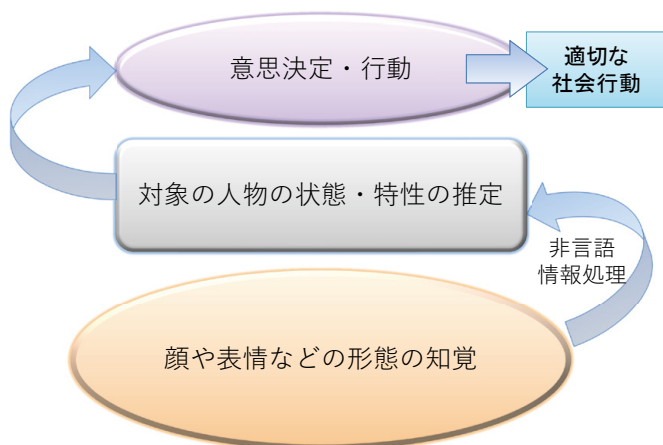 意思決定・行動
適切な
社会行動
対象の人物の状態・特性の推定
非言語
情報処理
顔や表情などの形態の知覚